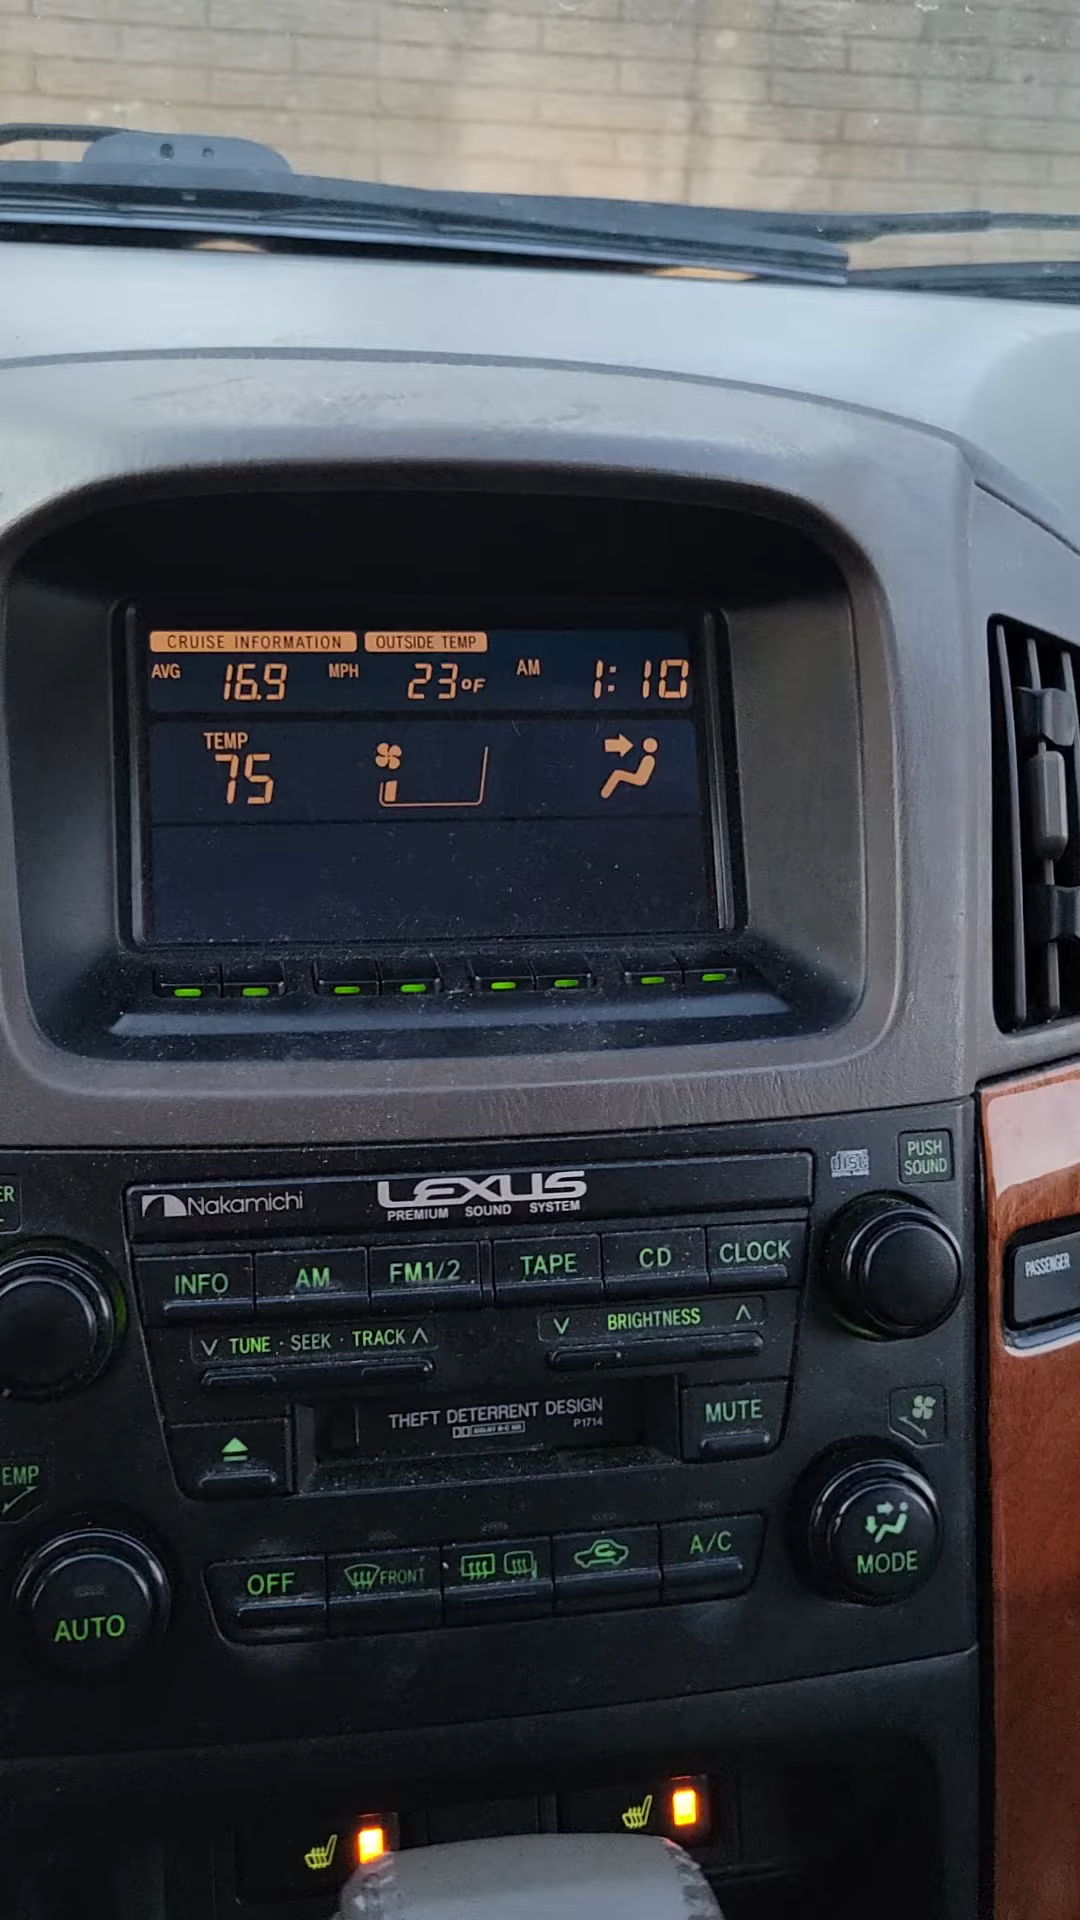 CRUISE INFORMATION OUTSIDE TEMP
AVG 16.9 MPH 23°F AM 1:10
TEMP
75
disc
DIGITAL AUDIO
PUSH
SOUND
ER
Nakamichi LEXUS
PREMIUM SOUND SYSTEM
INFO AM FM1/2 TAPE CD CLOCK
TUNE · SEEK · TRACK BRIGHTNESS
PASSENGER
THEFT DETERRENT DESIGN
P1714
MUTE
EMP
OFF FRONT A/C
MODE
AUTO